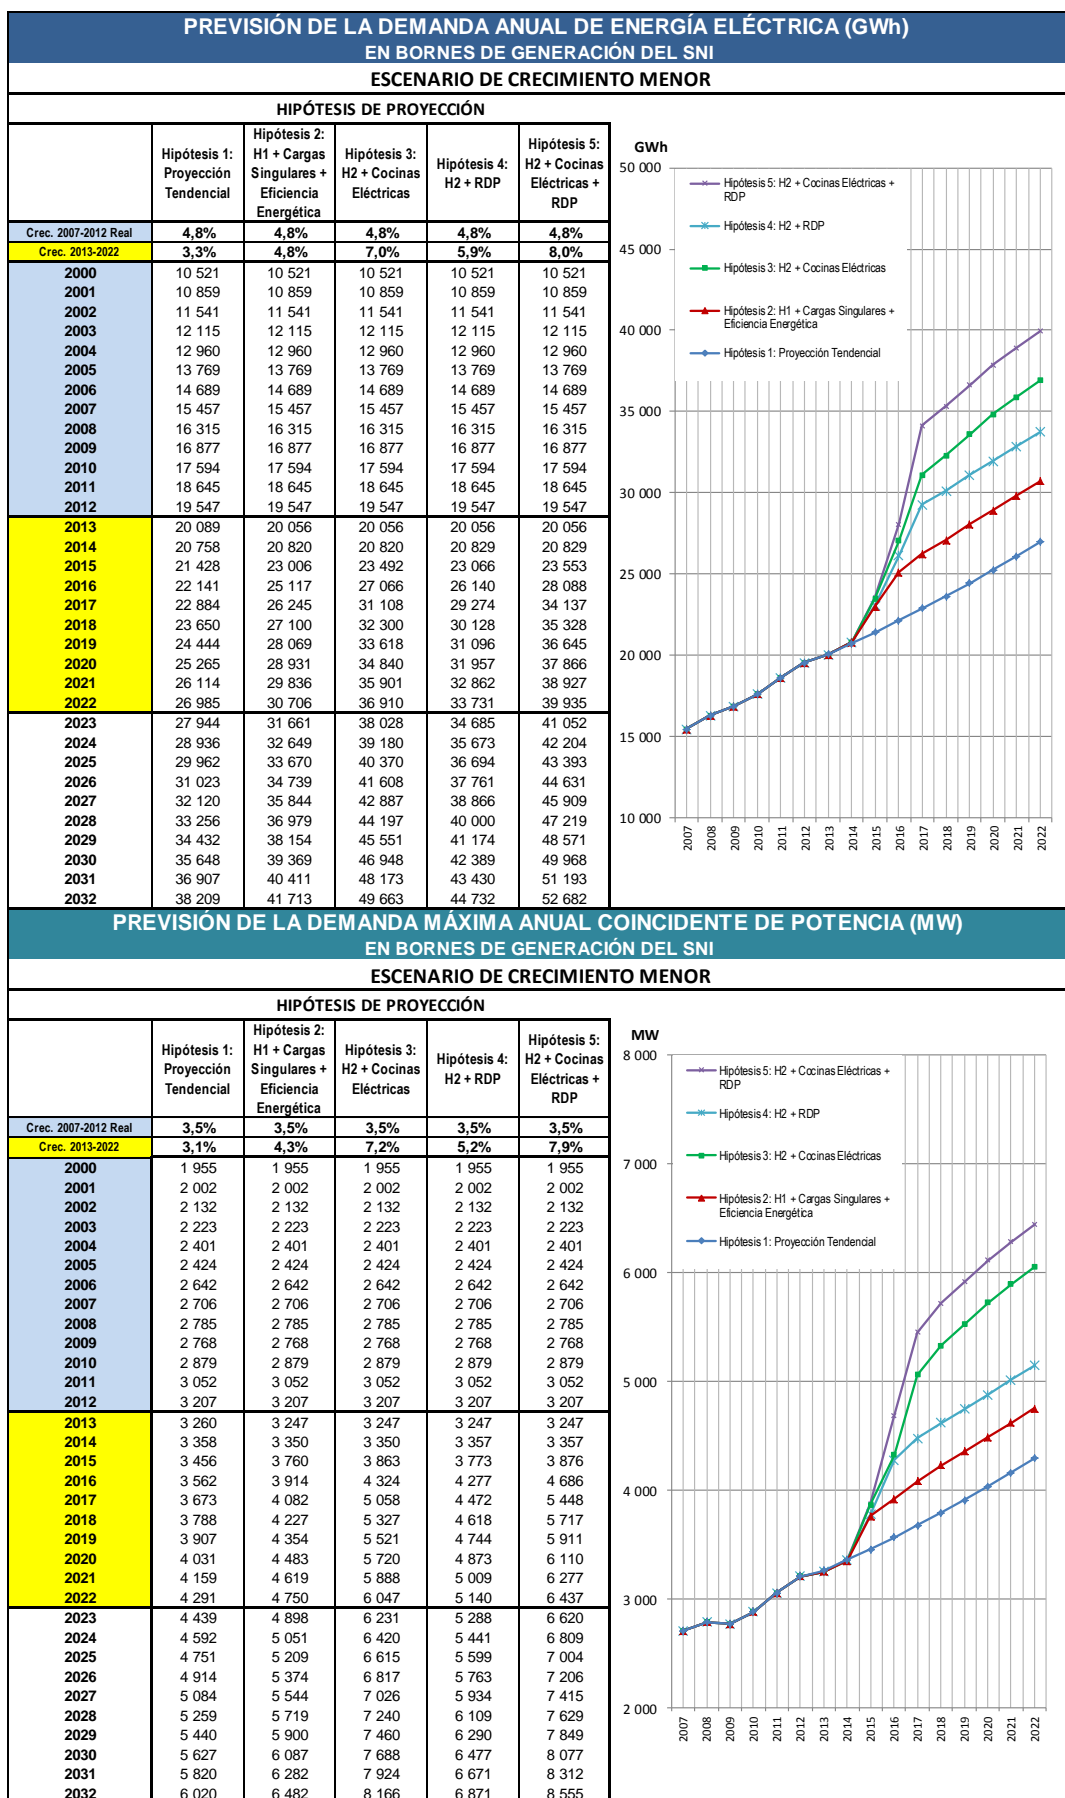 PREVISIÓN DE LA DEMANDA ANUAL DE ENERGÍA ELÉCTRICA (GWh)
EN BORNES DE GENERACIÓN DEL SNI
ESCENARIO DE CRECIMIENTO MENOR
HIPÓTESIS DE PROYECCIÓN
Hipótesis 1: Proyección Tendencial
Hipótesis 2: H1 + Cargas Singulares + Eficiencia Energética
Hipótesis 3: H2 + Cocinas Eléctricas
Hipótesis 4: H2 + RDP
Hipótesis 5: H2 + Cocinas Eléctricas + RDP
Crec. 2007-2012 Real 4,8% 4,8% 4,8% 4,8% 4,8%
Crec. 2013-2022 3,3% 4,8% 7,0% 5,9% 8,0%
2000 10 521 10 521 10 521 10 521 10 521
2001 10 859 10 859 10 859 10 859 10 859
2002 11 541 11 541 11 541 11 541 11 541
2003 12 115 12 115 12 115 12 115 12 115
2004 12 960 12 960 12 960 12 960 12 960
2005 13 769 13 769 13 769 13 769 13 769
2006 14 689 14 689 14 689 14 689 14 689
2007 15 457 15 457 15 457 15 457 15 457
2008 16 315 16 315 16 315 16 315 16 315
2009 16 877 16 877 16 877 16 877 16 877
2010 17 594 17 594 17 594 17 594 17 594
2011 18 645 18 645 18 645 18 645 18 645
2012 19 547 19 547 19 547 19 547 19 547
2013 20 089 20 056 20 056 20 056 20 056
2014 20 758 20 820 20 820 20 829 20 829
2015 21 428 23 006 23 492 23 066 23 553
2016 22 141 25 117 27 066 26 140 28 088
2017 22 884 26 245 31 108 29 274 34 137
2018 23 650 27 100 32 300 30 128 35 328
2019 24 444 28 069 33 618 31 096 36 645
2020 25 265 28 931 34 840 31 957 37 866
2021 26 114 29 836 35 901 32 862 38 927
2022 26 985 30 706 36 910 33 731 39 935
2023 27 944 31 661 38 028 34 685 41 052
2024 28 936 32 649 39 180 35 673 42 204
2025 29 962 33 670 40 370 36 694 43 393
2026 31 023 34 739 41 608 37 761 44 631
2027 32 120 35 844 42 887 38 866 45 909
2028 33 256 36 979 44 197 40 000 47 219
2029 34 432 38 154 45 551 41 174 48 571
2030 35 648 39 369 46 948 42 389 49 968
2031 36 907 40 411 48 173 43 430 51 193
2032 38 209 41 713 49 663 44 732 52 682
GWh
50 000
45 000
40 000
35 000
30 000
25 000
20 000
15 000
10 000
Hipótesis 5: H2 + Cocinas Eléctricas +
RDP
Hipótesis 4: H2 + RDP
Hipótesis 3: H2 + Cocinas Eléctricas
Hipótesis 2: H1 + Cargas Singulares +
Eficiencia Energética
Hipótesis 1: Proyección Tendencial
2007 2008 2009 2010 2011 2012 2013 2014 2015 2016 2017 2018 2019 2020 2021 2022
PREVISIÓN DE LA DEMANDA MÁXIMA ANUAL COINCIDENTE DE POTENCIA (MW)
EN BORNES DE GENERACIÓN DEL SNI
ESCENARIO DE CRECIMIENTO MENOR
HIPÓTESIS DE PROYECCIÓN
Hipótesis 1: Proyección Tendencial
Hipótesis 2: H1 + Cargas Singulares + Eficiencia Energética
Hipótesis 3: H2 + Cocinas Eléctricas
Hipótesis 4: H2 + RDP
Hipótesis 5: H2 + Cocinas Eléctricas + RDP
Crec. 2007-2012 Real 3,5% 3,5% 3,5% 3,5% 3,5%
Crec. 2013-2022 3,1% 4,3% 7,2% 5,2% 7,9%
2000 1 955 1 955 1 955 1 955 1 955
2001 2 002 2 002 2 002 2 002 2 002
2002 2 132 2 132 2 132 2 132 2 132
2003 2 223 2 223 2 223 2 223 2 223
2004 2 401 2 401 2 401 2 401 2 401
2005 2 424 2 424 2 424 2 424 2 424
2006 2 642 2 642 2 642 2 642 2 642
2007 2 706 2 706 2 706 2 706 2 706
2008 2 785 2 785 2 785 2 785 2 785
2009 2 768 2 768 2 768 2 768 2 768
2010 2 879 2 879 2 879 2 879 2 879
2011 3 052 3 052 3 052 3 052 3 052
2012 3 207 3 207 3 207 3 207 3 207
2013 3 260 3 247 3 247 3 247 3 247
2014 3 358 3 350 3 350 3 357 3 357
2015 3 456 3 760 3 863 3 773 3 876
2016 3 562 3 914 4 324 4 277 4 686
2017 3 673 4 082 5 058 4 472 5 448
2018 3 788 4 227 5 327 4 618 5 717
2019 3 907 4 354 5 521 4 744 5 911
2020 4 031 4 483 5 720 4 873 6 110
2021 4 159 4 619 5 888 5 009 6 277
2022 4 291 4 750 6 047 5 140 6 437
2023 4 439 4 898 6 231 5 288 6 620
2024 4 592 5 051 6 420 5 441 6 809
2025 4 751 5 209 6 615 5 599 7 004
2026 4 914 5 374 6 817 5 763 7 206
2027 5 084 5 544 7 026 5 934 7 415
2028 5 259 5 719 7 240 6 109 7 629
2029 5 440 5 900 7 460 6 290 7 849
2030 5 627 6 087 7 688 6 477 8 077
2031 5 820 6 282 7 924 6 671 8 312
2032 6 020 6 482 8 166 6 871 8 555
MW
8 000
7 000
6 000
5 000
4 000
3 000
2 000
Hipótesis 5: H2 + Cocinas Eléctricas +
RDP
Hipótesis 4: H2 + RDP
Hipótesis 3: H2 + Cocinas Eléctricas
Hipótesis 2: H1 + Cargas Singulares +
Eficiencia Energética
Hipótesis 1: Proyección Tendencial
2007 2008 2009 2010 2011 2012 2013 2014 2015 2016 2017 2018 2019 2020 2021 2022